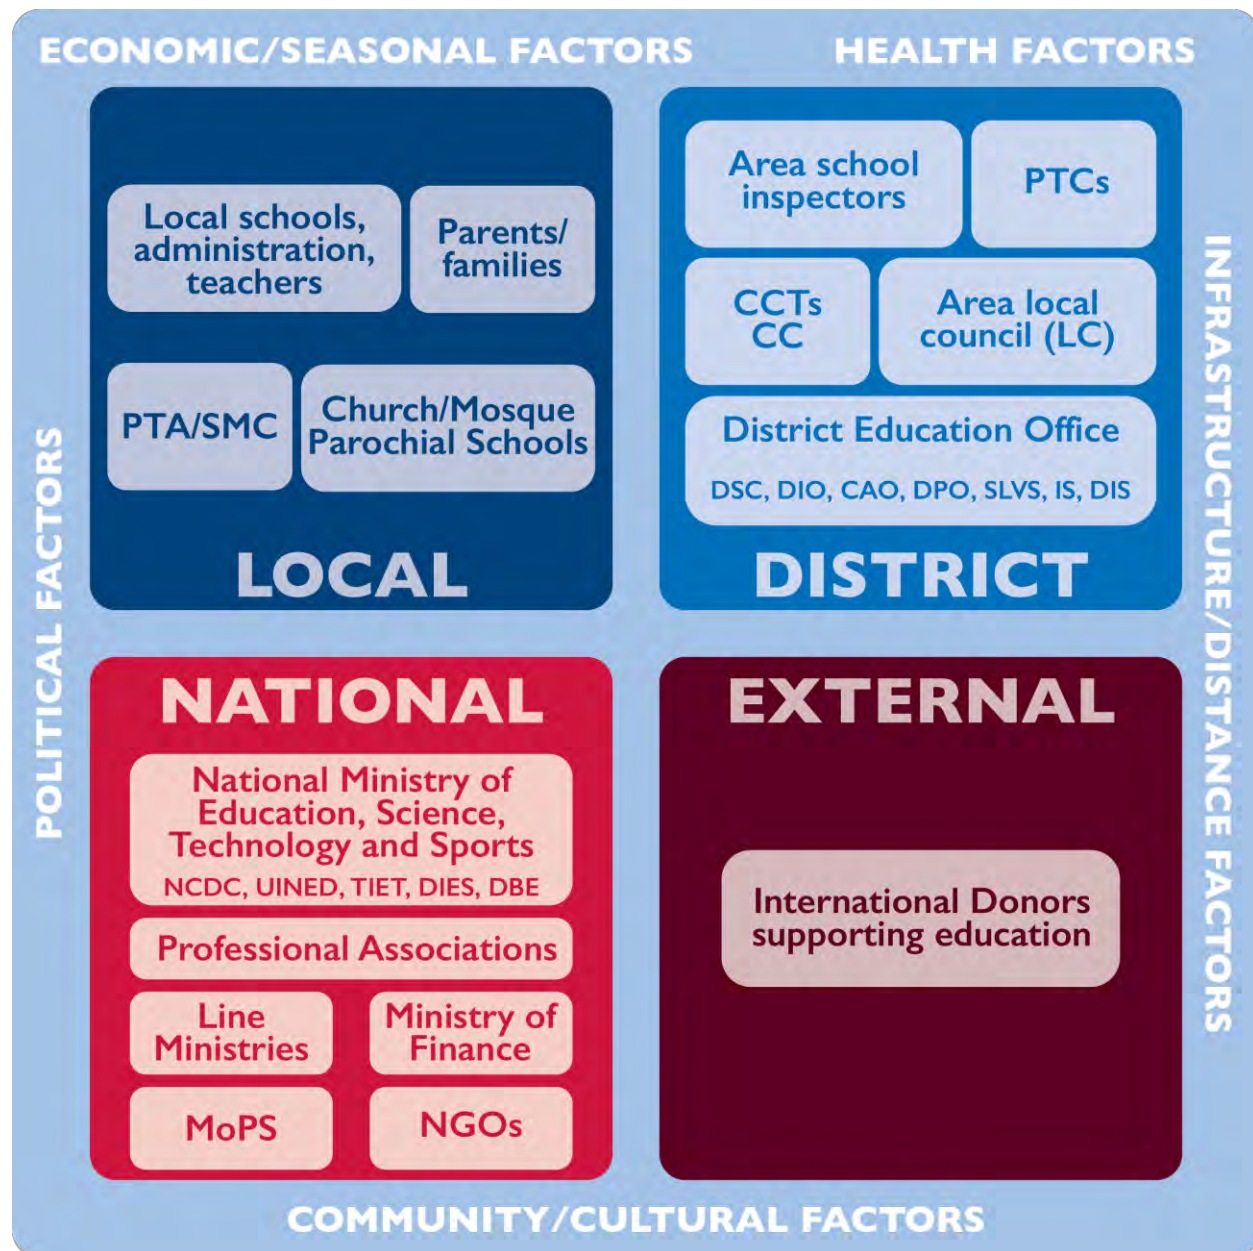 ECONOMIC/SEASONAL FACTORS
HEALTH FACTORS
POLITICAL FACTORS
INFRASTRUCTURE/DISTANCE FACTORS
Local schools,
administration,
teachers
Parents/
families
PTA/SMC
Church/Mosque
Parochial Schools
LOCAL
Area school
inspectors
PTCs
CCTs
CC
Area local
council (LC)
District Education Office
DSC, DIO, CAO, DPO, SLVS, IS, DIS
DISTRICT
NATIONAL
National Ministry of
Education, Science,
Technology and Sports
NCDC, UINED, TIET, DIES, DBE
Professional Associations
Line
Ministries
Ministry of
Finance
MoPS
NGOs
EXTERNAL
International Donors
supporting education
COMMUNITY/CULTURAL FACTORS